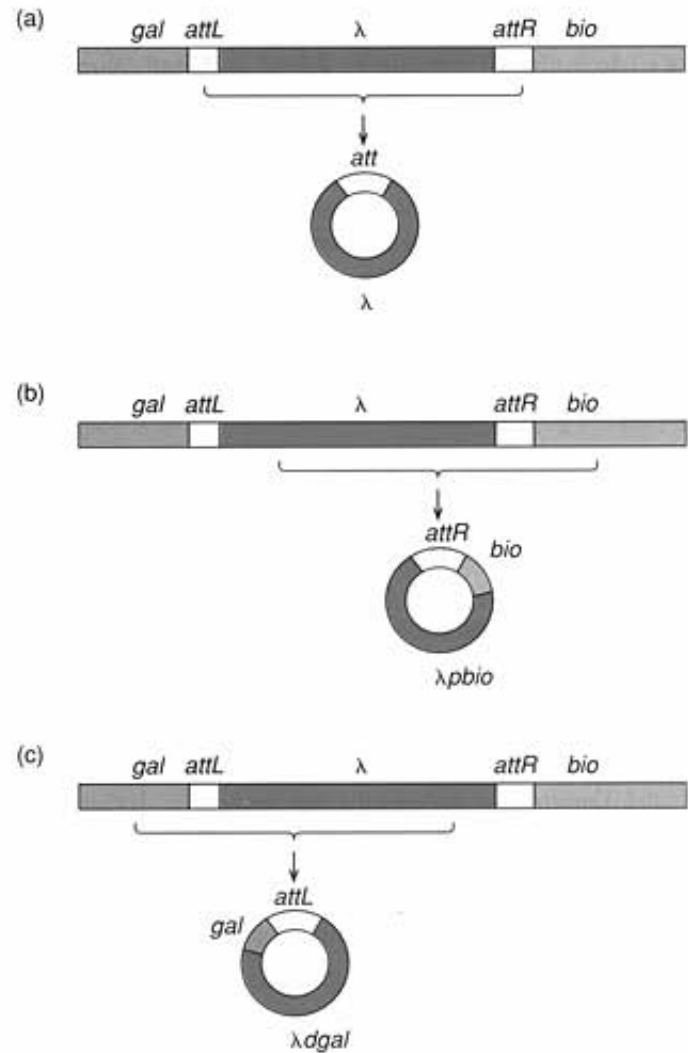 (a)
gal attL λ attR bio
att
λ
(b)
gal attL λ attR bio
attR
bio
λpbio
(c)
gal attL λ attR bio
attL
gal
λdgal